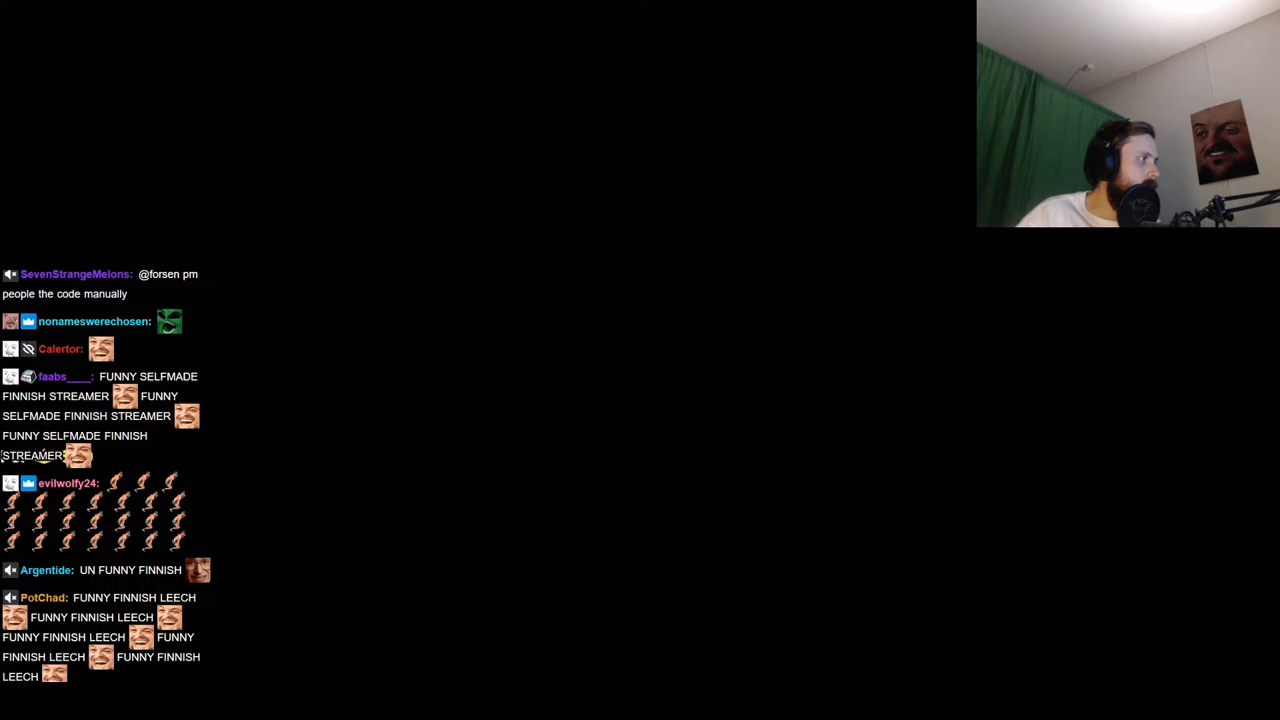 SevenStrangeMelons: @forsen pm
people the code manually
nonameswerechosen:
Calertor:
faabs____: FUNNY SELFMADE
FINNISH STREAMER FUNNY
SELFMADE FINNISH STREAMER
FUNNY SELFMADE FINNISH
STREAMER
evilwolfy24:
Argentide: UN FUNNY FINNISH
PotChad: FUNNY FINNISH LEECH
FUNNY FINNISH LEECH
FUNNY FINNISH LEECH FUNNY
FINNISH LEECH FUNNY FINNISH
LEECH